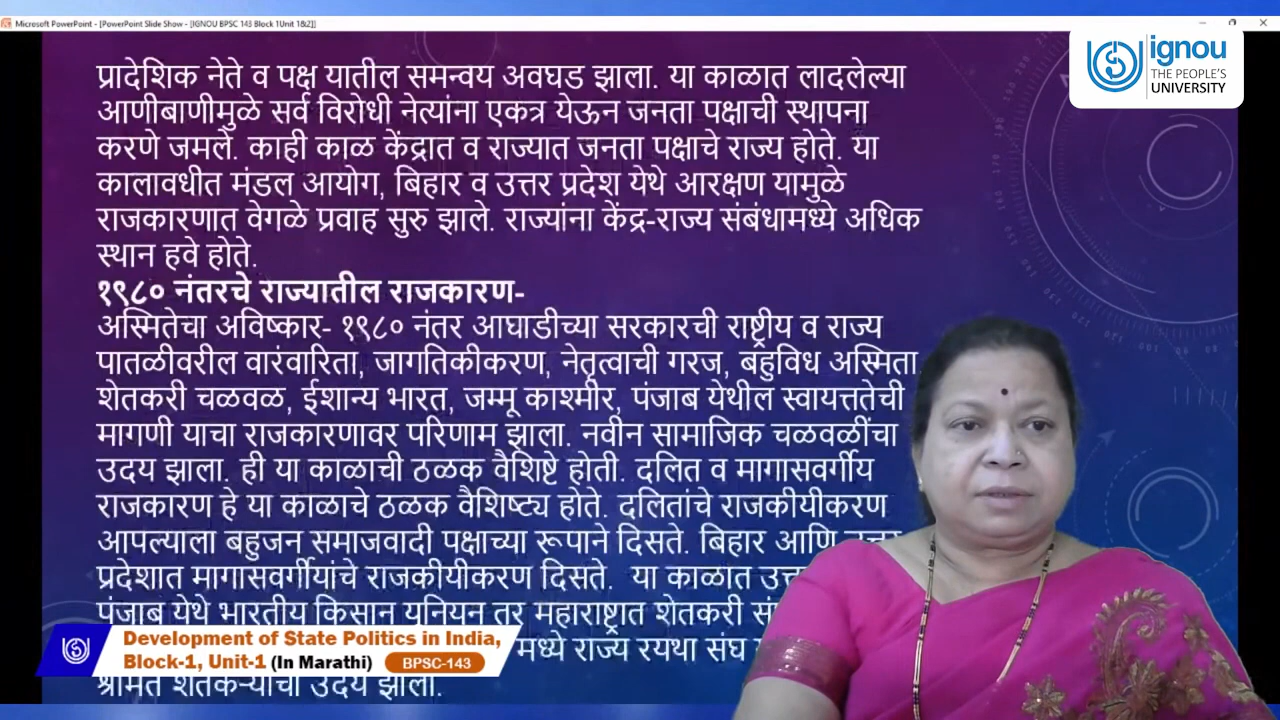 Microsoft PowerPoint - [PowerPoint Slide Show - [IGNOU BPSC 143 Block 1Unit 1&2]]
ignou
THE PEOPLE'S
UNIVERSITY
प्रादेशिक नेते व पक्ष यातील समन्वय अवघड झाला. या काळात लादलेल्या
आणीबाणीमुळे सर्व विरोधी नेत्यांना एकत्र येऊन जनता पक्षाची स्थापना
करणे जमले. काही काळ केंद्रात व राज्यात जनता पक्षाचे राज्य होते. या
कालावधीत मंडल आयोग, बिहार व उत्तर प्रदेश येथे आरक्षण यामुळे
राजकारणात वेगळे प्रवाह सुरु झाले. राज्यांना केंद्र-राज्य संबंधामध्ये अधिक
स्थान हवे होते.
१९८० नंतरचे राज्यातील राजकारण-
अस्मितेचा अविष्कार- १९८० नंतर आघाडीच्या सरकारची राष्ट्रीय व राज्य
पातळीवरील वारंवारिता, जागतिकीकरण, नेतृत्वाची गरज, बहुविध अस्मिता
शेतकरी चळवळ, ईशान्य भारत, जम्मू काश्मीर, पंजाब येथील स्वायत्ततेची
मागणी याचा राजकारणावर परिणाम झाला. नवीन सामाजिक चळवळींचा
उदय झाला. ही या काळाची ठळक वैशिष्टे होती. दलित व मागासवर्गीय
राजकारण हे या काळाचे ठळक वैशिष्ट्य होते. दलितांचे राजकीयीकरण
आपल्याला बहुजन समाजवादी पक्षाच्या रूपाने दिसते. बिहार आणि
प्रदेशात मागासवर्गीयांचे राजकीयीकरण दिसते. या काळात
पंजाब येथे भारतीय किसान युनियन तर महाराष्ट्रात शेतकरी
मध्ये राज्य रयथा संघ
श्रीमंत शेतकऱ्यांचा उदय झाला.
Development of State Politics in India,
Block-1, Unit-1 (In Marathi) BPSC-143